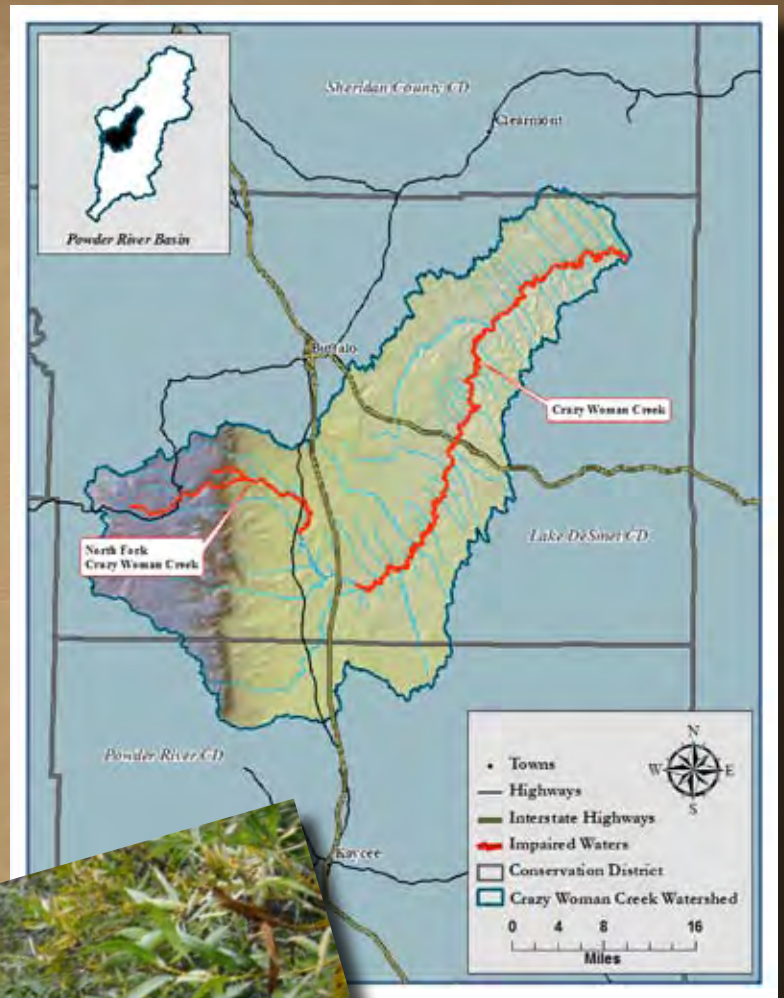 Powder River Basin
Sheridan County CD
Clearmont
Buffalo
Crazy Woman Creek
North Fork
Crazy Woman Creek
Lake DeSmet CD
Powder River CD
Kaycee
N
W
E
S
Towns
Highways
Interstate Highways
Impaired Waters
Conservation District
Crazy Woman Creek Watershed
0 4 8 16
Miles